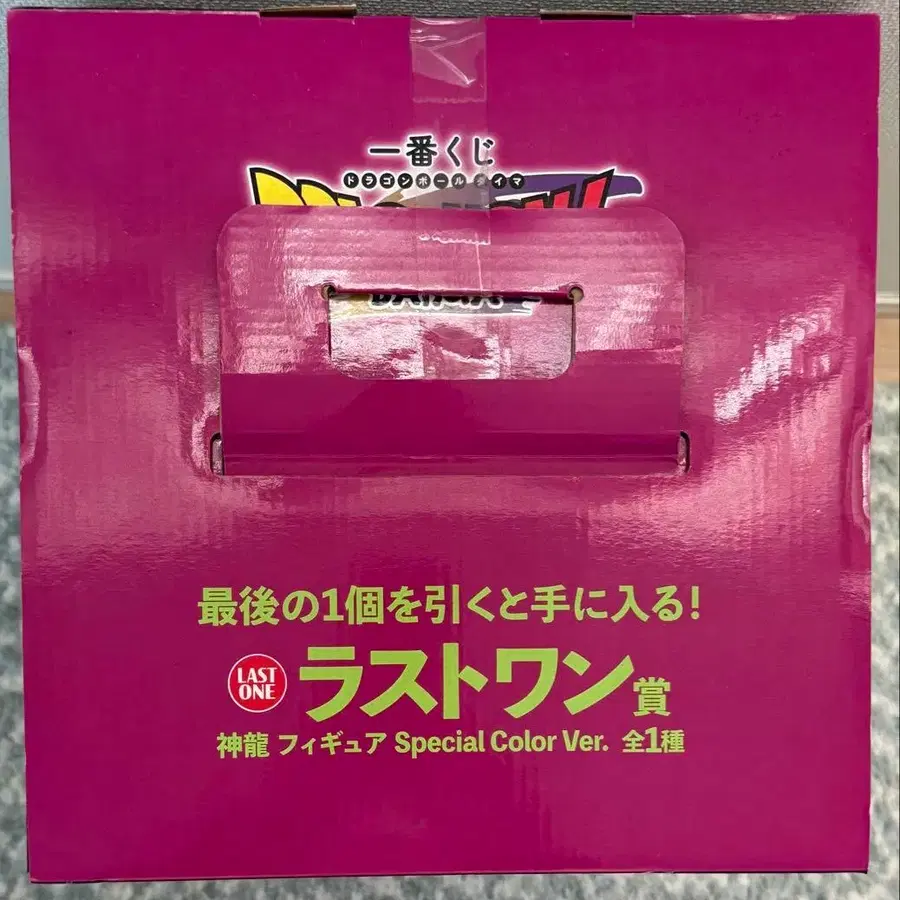 一番くじ
ドラゴンボール ダイマ
最後の1個を引くと手に入る!
LAST ONE
ラストワン賞
神龍 フィギュア Special Color Ver. 全1種